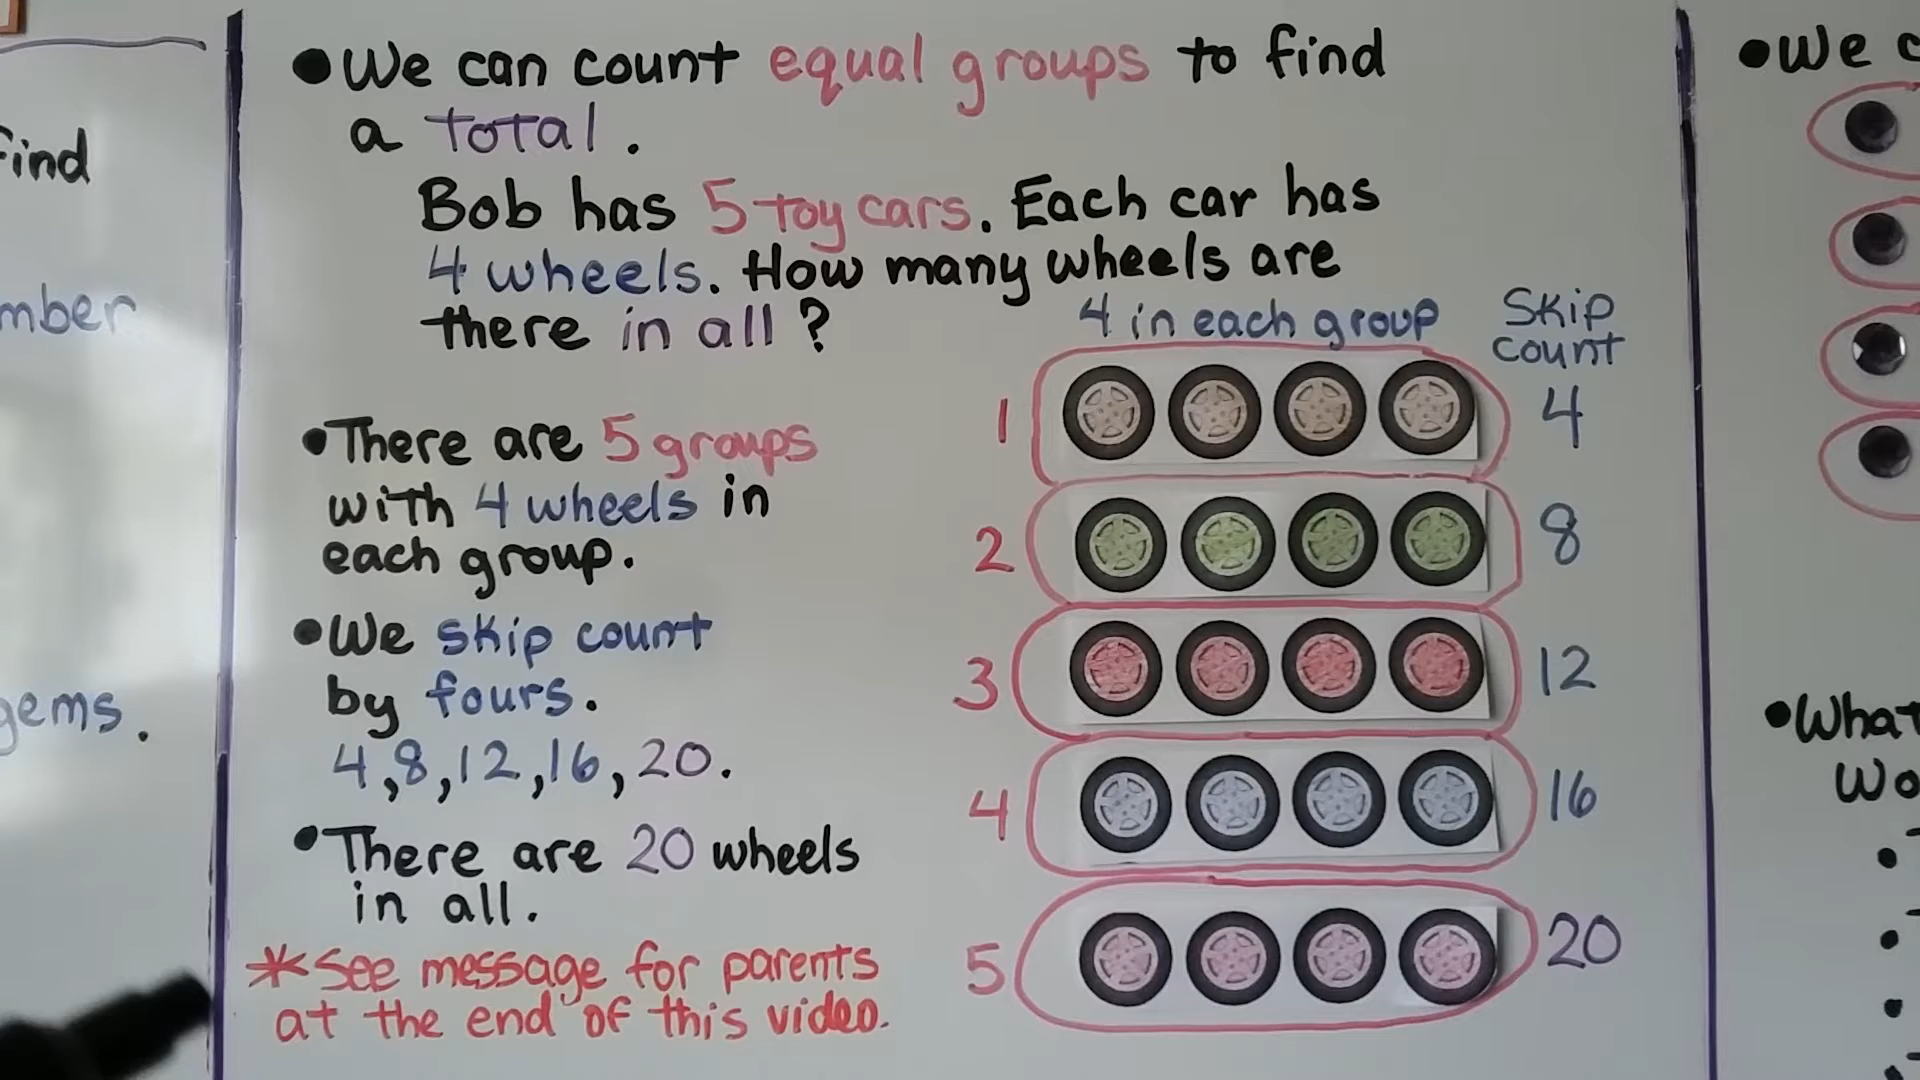 find
mber
gems.
• We can count equal groups to find
a total.
Bob has 5 toy cars. Each car has
4 wheels. How many wheels are
there in all?
• There are 5 groups
with 4 wheels in
each group.
• We skip count
by fours.
4, 8, 12, 16, 20.
• There are 20 wheels
in all.
* See message for parents
at the end of this video.
4 in each group
Skip
count
1 4
2 8
3 12
4 16
5 20
• We c
• What
Wo